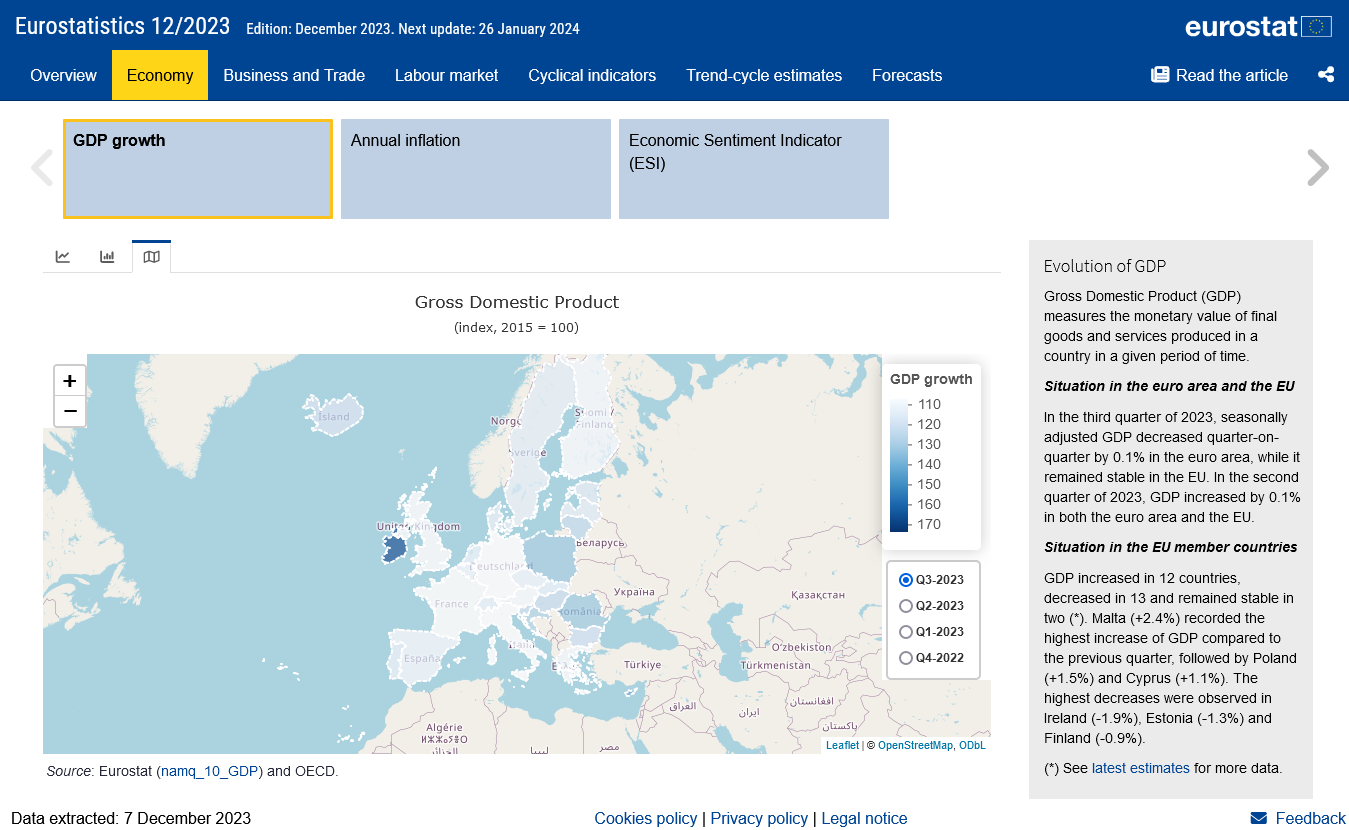 Eurostatistics 12/2023 Edition: December 2023. Next update: 26 January 2024
eurostat
Overview Economy Business and Trade Labour market Cyclical indicators Trend-cycle estimates Forecasts Read the article
GDP growth
Annual inflation
Economic Sentiment Indicator
(ESI)
Gross Domestic Product
(index, 2015 = 100)
+
−
Ísland
Norge
Suomi /
Finland
Sverige
United Kingdom
Беларусь
Deutschland
Україна
Қазақстан
France
România
Italia
España
Türkiye
Oʻzbekiston
Türkmenistan
افغانستان
العراق
ایران
پاکستان
Algérie
ⵍⵣⵣⴰⵢⴻⵔ
الجزائر
ليبيا
مصر
GDP growth
110
120
130
140
150
160
170
Q3-2023
Q2-2023
Q1-2023
Q4-2022
Leaflet | © OpenStreetMap, ODbL
Source: Eurostat (namq_10_GDP) and OECD.
Evolution of GDP
Gross Domestic Product (GDP)
measures the monetary value of final
goods and services produced in a
country in a given period of time.
Situation in the euro area and the EU
In the third quarter of 2023, seasonally
adjusted GDP decreased quarter-on-
quarter by 0.1% in the euro area, while it
remained stable in the EU. In the second
quarter of 2023, GDP increased by 0.1%
in both the euro area and the EU.
Situation in the EU member countries
GDP increased in 12 countries,
decreased in 13 and remained stable in
two (*). Malta (+2.4%) recorded the
highest increase of GDP compared to
the previous quarter, followed by Poland
(+1.5%) and Cyprus (+1.1%). The
highest decreases were observed in
Ireland (-1.9%), Estonia (-1.3%) and
Finland (-0.9%).
(*) See latest estimates for more data.
Data extracted: 7 December 2023
Cookies policy | Privacy policy | Legal notice
Feedback